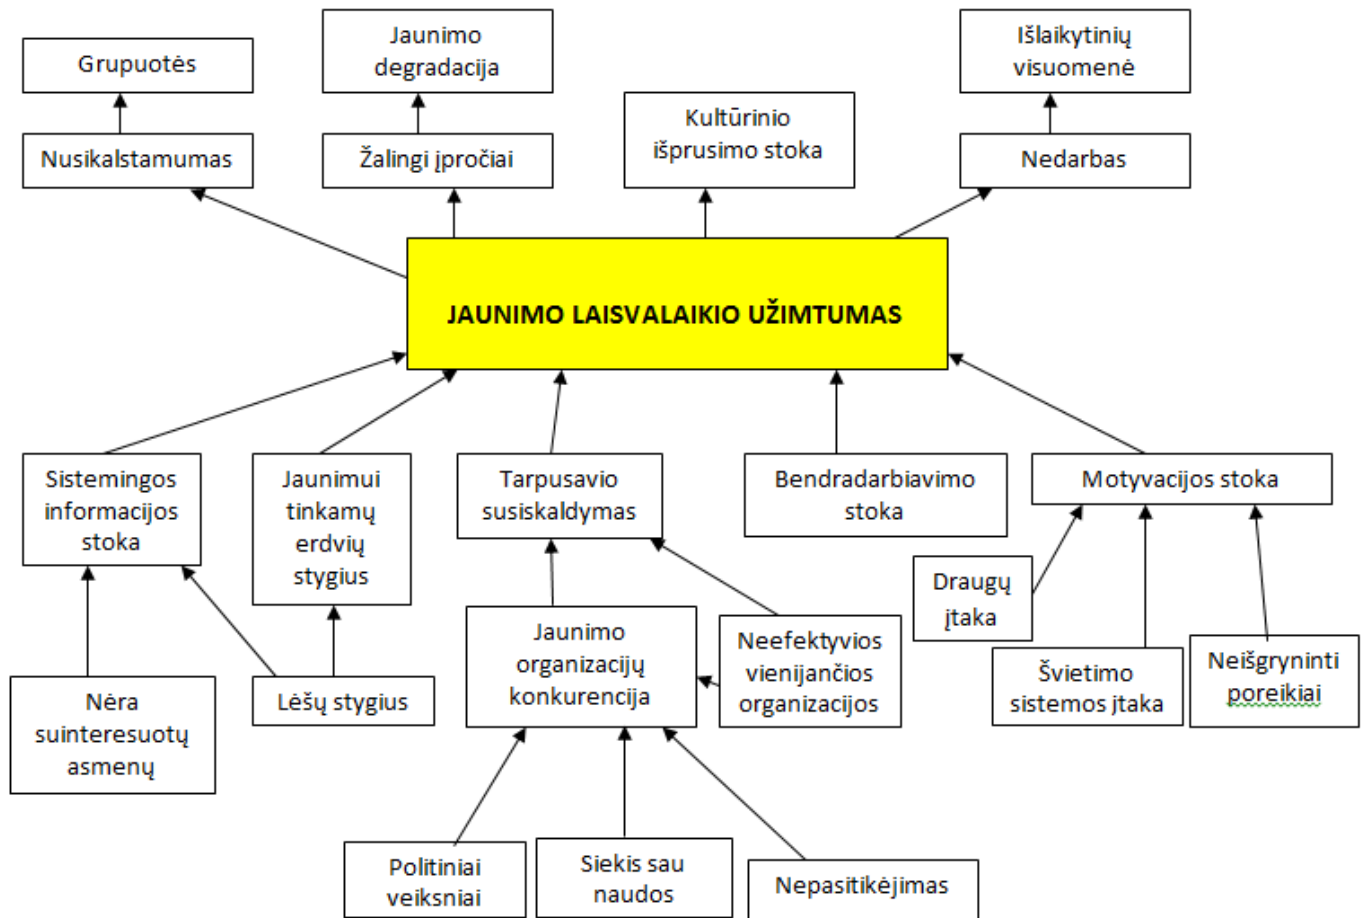 Grupuotės
Jaunimo
degradacija
Išlaikytinių
visuomenė
Nusikalstamumas
Žalingi įpročiai
Kultūrinio
išprusimo stoka
Nedarbas
JAUNIMO LAISVALAIKIO UŽIMTUMAS
Sistemingos
informacijos
stoka
Jaunimui
tinkamų
erdvių
stygius
Tarpusavio
susiskaldymas
Bendradarbiavimo
stoka
Motyvacijos stoka
Nėra
suinteresuotų
asmenų
Lėšų stygius
Jaunimo
organizacijų
konkurencija
Neefektyvios
vienijančios
organizacijos
Draugų
įtaka
Švietimo
sistemos įtaka
Neišgryninti
poreikiai
Politiniai
veiksniai
Siekis sau
naudos
Nepasitikėjimas